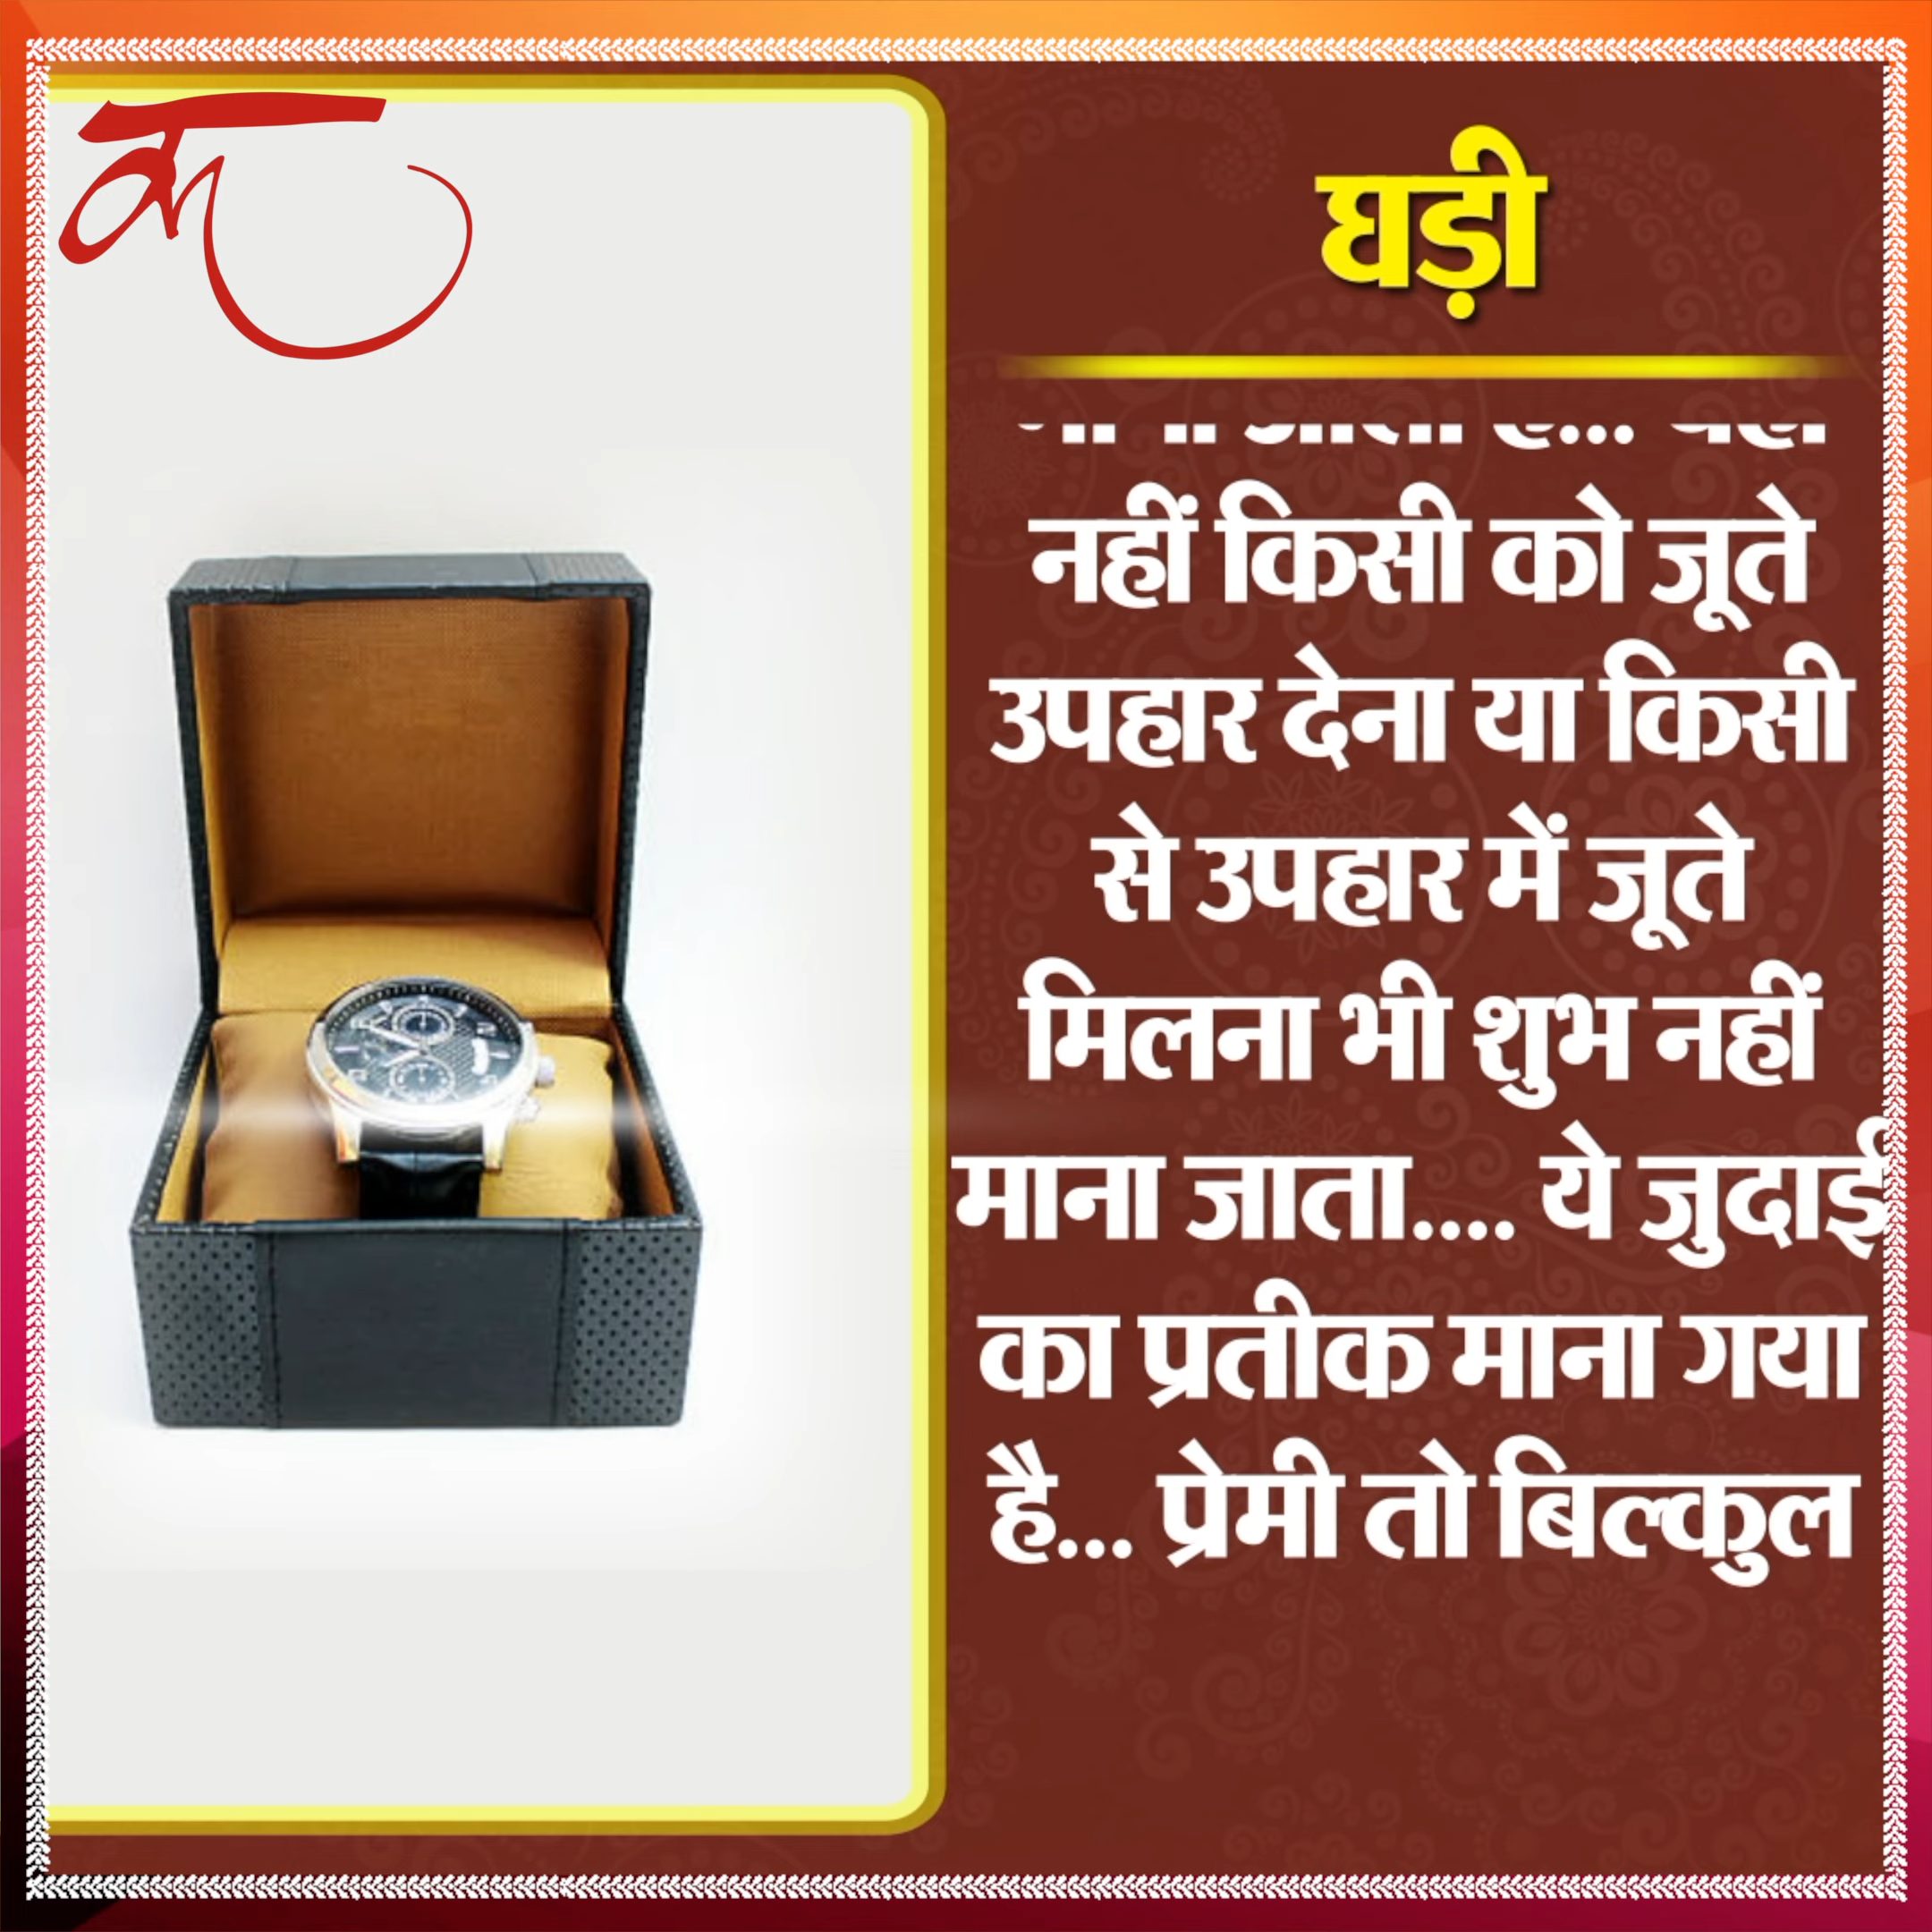 घड़ी
नहीं किसी को जूते
उपहार देना या किसी
से उपहार में जूते
मिलना भी शुभ नहीं
माना जाता.... ये जुदाई
का प्रतीक माना गया
है... प्रेमी तो बिल्कुल